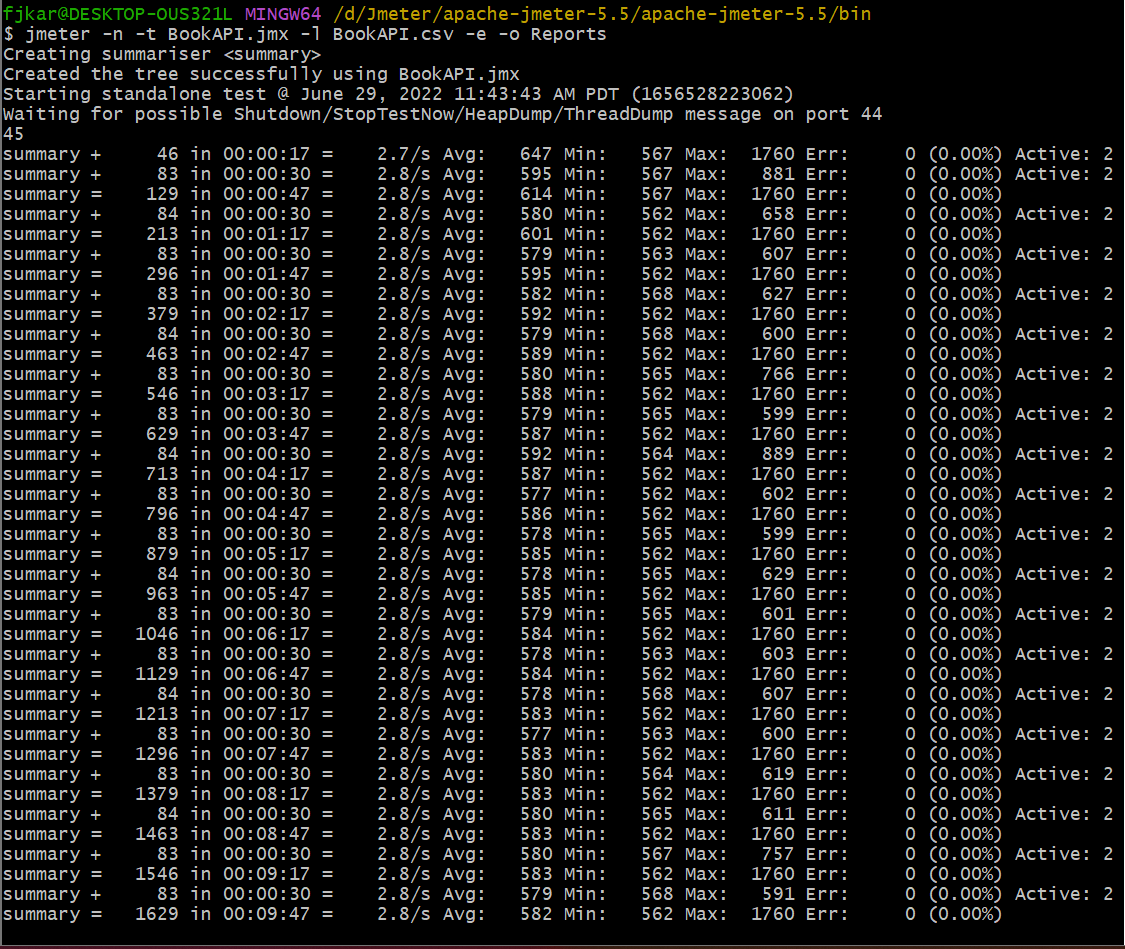 fjkar@DESKTOP-OUS321L MINGW64 /d/Jmeter/apache-jmeter-5.5/apache-jmeter-5.5/bin
$ jmeter -n -t BookAPI.jmx -l BookAPI.csv -e -o Reports
Creating summariser <summary>
Created the tree successfully using BookAPI.jmx
Starting standalone test @ June 29, 2022 11:43:43 AM PDT (1656528223062)
Waiting for possible Shutdown/StopTestNow/HeapDump/ThreadDump message on port 44
45
summary +     46 in 00:00:17 =    2.7/s Avg:   647 Min:   567 Max:  1760 Err:     0 (0.00%) Active: 2
summary +     83 in 00:00:30 =    2.8/s Avg:   595 Min:   567 Max:   881 Err:     0 (0.00%) Active: 2
summary =    129 in 00:00:47 =    2.8/s Avg:   614 Min:   567 Max:  1760 Err:     0 (0.00%)
summary +     84 in 00:00:30 =    2.8/s Avg:   580 Min:   562 Max:   658 Err:     0 (0.00%) Active: 2
summary =    213 in 00:01:17 =    2.8/s Avg:   601 Min:   562 Max:  1760 Err:     0 (0.00%)
summary +     83 in 00:00:30 =    2.8/s Avg:   579 Min:   563 Max:   607 Err:     0 (0.00%) Active: 2
summary =    296 in 00:01:47 =    2.8/s Avg:   595 Min:   562 Max:  1760 Err:     0 (0.00%)
summary +     83 in 00:00:30 =    2.8/s Avg:   582 Min:   568 Max:   627 Err:     0 (0.00%) Active: 2
summary =    379 in 00:02:17 =    2.8/s Avg:   592 Min:   562 Max:  1760 Err:     0 (0.00%)
summary +     84 in 00:00:30 =    2.8/s Avg:   579 Min:   568 Max:   600 Err:     0 (0.00%) Active: 2
summary =    463 in 00:02:47 =    2.8/s Avg:   589 Min:   562 Max:  1760 Err:     0 (0.00%)
summary +     83 in 00:00:30 =    2.8/s Avg:   580 Min:   565 Max:   766 Err:     0 (0.00%) Active: 2
summary =    546 in 00:03:17 =    2.8/s Avg:   588 Min:   562 Max:  1760 Err:     0 (0.00%)
summary +     83 in 00:00:30 =    2.8/s Avg:   579 Min:   565 Max:   599 Err:     0 (0.00%) Active: 2
summary =    629 in 00:03:47 =    2.8/s Avg:   587 Min:   562 Max:  1760 Err:     0 (0.00%)
summary +     84 in 00:00:30 =    2.8/s Avg:   592 Min:   564 Max:   889 Err:     0 (0.00%) Active: 2
summary =    713 in 00:04:17 =    2.8/s Avg:   587 Min:   562 Max:  1760 Err:     0 (0.00%)
summary +     83 in 00:00:30 =    2.8/s Avg:   577 Min:   562 Max:   602 Err:     0 (0.00%) Active: 2
summary =    796 in 00:04:47 =    2.8/s Avg:   586 Min:   562 Max:  1760 Err:     0 (0.00%)
summary +     83 in 00:00:30 =    2.8/s Avg:   578 Min:   565 Max:   599 Err:     0 (0.00%) Active: 2
summary =    879 in 00:05:17 =    2.8/s Avg:   585 Min:   562 Max:  1760 Err:     0 (0.00%)
summary +     84 in 00:00:30 =    2.8/s Avg:   578 Min:   565 Max:   629 Err:     0 (0.00%) Active: 2
summary =    963 in 00:05:47 =    2.8/s Avg:   585 Min:   562 Max:  1760 Err:     0 (0.00%)
summary +     83 in 00:00:30 =    2.8/s Avg:   579 Min:   565 Max:   601 Err:     0 (0.00%) Active: 2
summary =   1046 in 00:06:17 =    2.8/s Avg:   584 Min:   562 Max:  1760 Err:     0 (0.00%)
summary +     83 in 00:00:30 =    2.8/s Avg:   578 Min:   563 Max:   603 Err:     0 (0.00%) Active: 2
summary =   1129 in 00:06:47 =    2.8/s Avg:   584 Min:   562 Max:  1760 Err:     0 (0.00%)
summary +     84 in 00:00:30 =    2.8/s Avg:   578 Min:   568 Max:   607 Err:     0 (0.00%) Active: 2
summary =   1213 in 00:07:17 =    2.8/s Avg:   583 Min:   562 Max:  1760 Err:     0 (0.00%)
summary +     83 in 00:00:30 =    2.8/s Avg:   577 Min:   563 Max:   600 Err:     0 (0.00%) Active: 2
summary =   1296 in 00:07:47 =    2.8/s Avg:   583 Min:   562 Max:  1760 Err:     0 (0.00%)
summary +     83 in 00:00:30 =    2.8/s Avg:   580 Min:   564 Max:   619 Err:     0 (0.00%) Active: 2
summary =   1379 in 00:08:17 =    2.8/s Avg:   583 Min:   562 Max:  1760 Err:     0 (0.00%)
summary +     84 in 00:00:30 =    2.8/s Avg:   580 Min:   565 Max:   611 Err:     0 (0.00%) Active: 2
summary =   1463 in 00:08:47 =    2.8/s Avg:   583 Min:   562 Max:  1760 Err:     0 (0.00%)
summary +     83 in 00:00:30 =    2.8/s Avg:   580 Min:   567 Max:   757 Err:     0 (0.00%) Active: 2
summary =   1546 in 00:09:17 =    2.8/s Avg:   583 Min:   562 Max:  1760 Err:     0 (0.00%)
summary +     83 in 00:00:30 =    2.8/s Avg:   579 Min:   568 Max:   591 Err:     0 (0.00%) Active: 2
summary =   1629 in 00:09:47 =    2.8/s Avg:   582 Min:   562 Max:  1760 Err:     0 (0.00%)